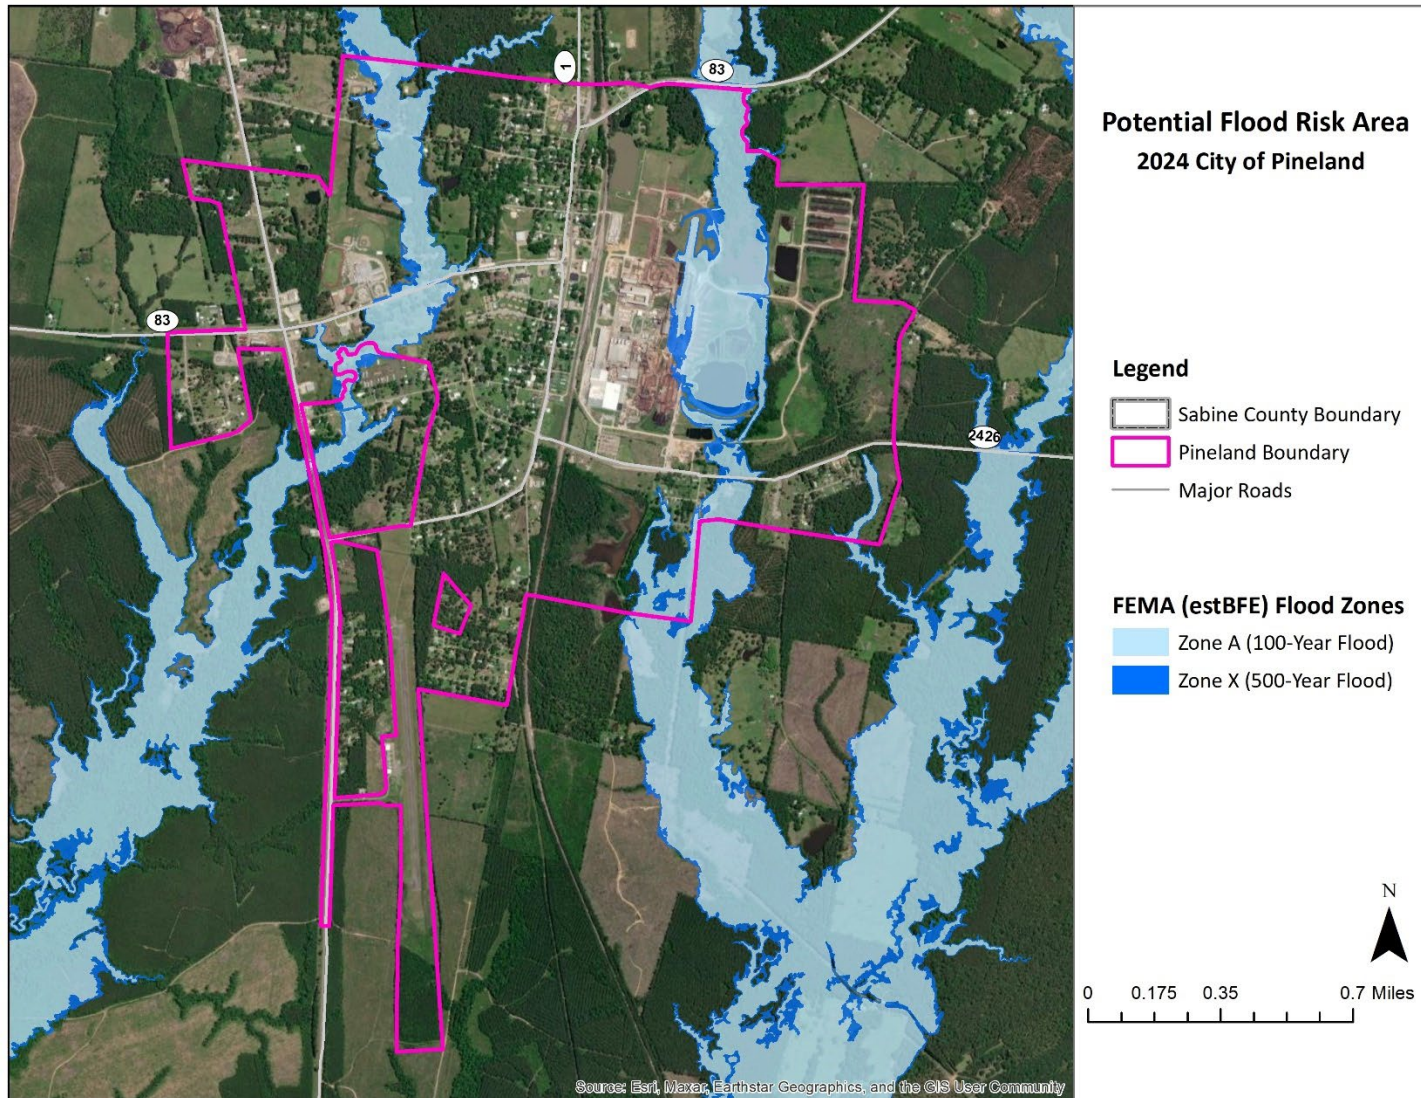 1
83
83
2426
Potential Flood Risk Area
2024 City of Pineland
Legend
Sabine County Boundary
Pineland Boundary
Major Roads
FEMA (estBFE) Flood Zones
Zone A (100-Year Flood)
Zone X (500-Year Flood)
N
0 0.175 0.35 0.7 Miles
Source: Esri, Maxar, Earthstar Geographics, and the GIS User Community